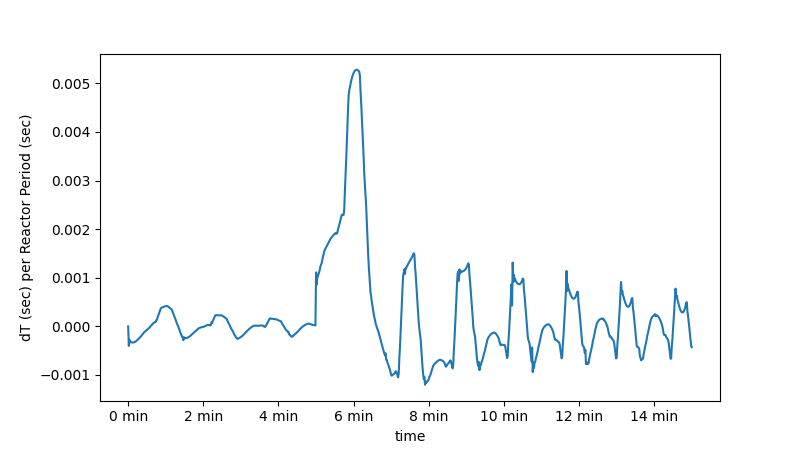 0.005
0.004
0.003
0.002
0.001
0.000
−0.001
dT (sec) per Reactor Period (sec)
0 min 2 min 4 min 6 min 8 min 10 min 12 min 14 min
time